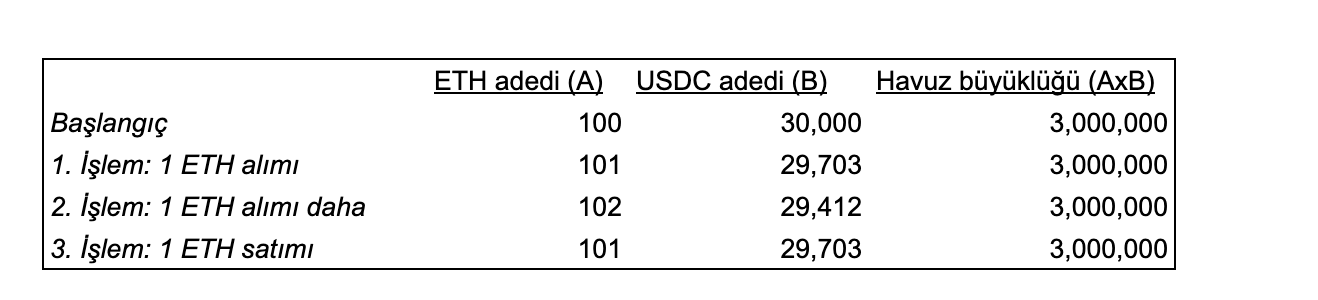 ETH adedi (A) USDC adedi (B) Havuz büyüklüğü (AxB)
Başlangıç 100 30,000 3,000,000
1. İşlem: 1 ETH alımı 101 29,703 3,000,000
2. İşlem: 1 ETH alımı daha 102 29,412 3,000,000
3. İşlem: 1 ETH satımı 101 29,703 3,000,000